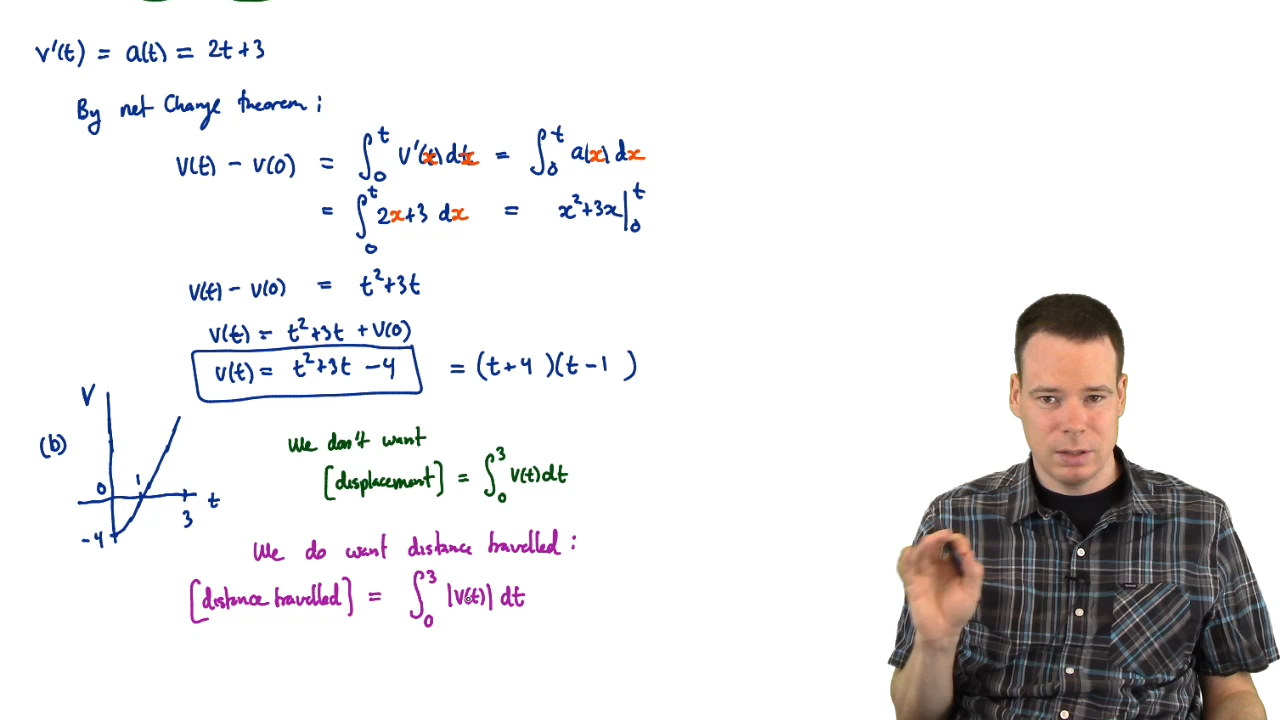 v'(t) = a(t) = 2t+3
By net change theorem:
v(t) - v(0) = ∫₀ᵗ v'(x) dx = ∫₀ᵗ a(x) dx
= ∫₀ᵗ 2x+3 dx = x²+3x |₀ᵗ
v(t) - v(0) = t²+3t
v(t) = t²+3t + v(0)
v(t) = t²+3t -4 = (t+4 )(t-1 )
V
(b)
0 1 t
3
-4
We don't want
[displacement] = ∫₀³ v(t)dt
We do want distance travelled:
[distance travelled] = ∫₀³ |v(t)| dt